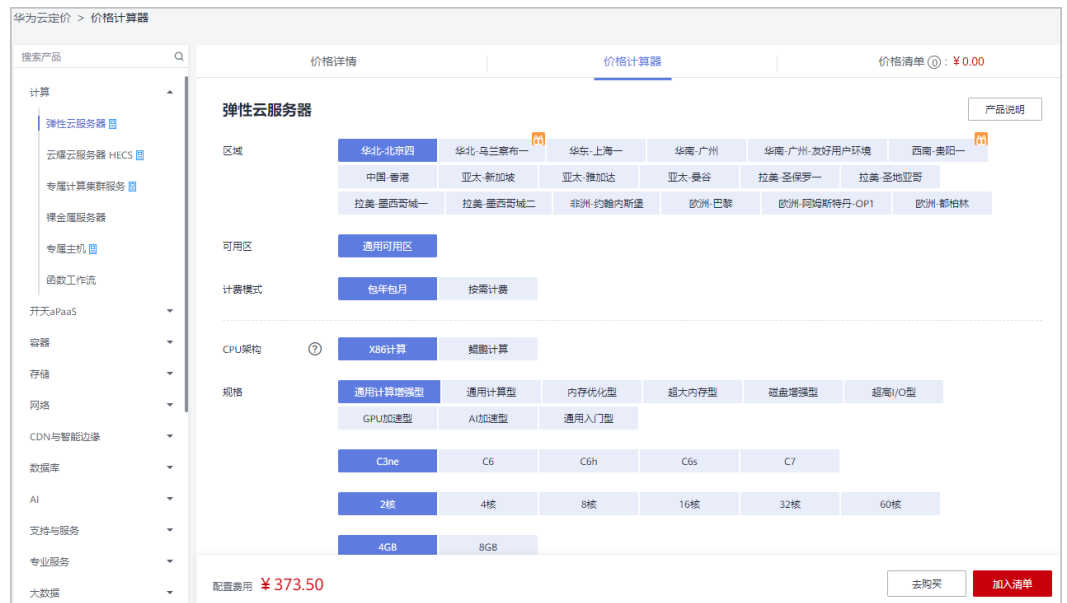 华为云定价 > 价格计算器
搜索产品
计算
弹性云服务器
云耀云服务器 HECS
专属计算集群服务
裸金属服务器
专属主机
函数工作流
开天aPaaS
容器
存储
网络
CDN与智能边缘
数据库
AI
支持与服务
专业服务
大数据
价格详情 价格计算器 价格清单 0 : ¥0.00
弹性云服务器 产品说明
区域 华北-北京四 华北-乌兰察布一 华东-上海一 华南-广州 华南-广州-友好用户环境 西南-贵阳一
中国-香港 亚太-新加坡 亚太-雅加达 亚太-曼谷 拉美-圣保罗一 拉美-圣地亚哥
拉美-墨西哥城一 拉美-墨西哥城二 非洲-约翰内斯堡 欧洲-巴黎 欧洲-阿姆斯特丹-OP1 欧洲-都柏林
可用区 通用可用区
计费模式 包年包月 按需计费
CPU架构 ? X86计算 鲲鹏计算
规格 通用计算增强型 通用计算型 内存优化型 超大内存型 磁盘增强型 超高I/O型
GPU加速型 AI加速型 通用入门型
C3ne C6 C6h C6s C7
2核 4核 8核 16核 32核 60核
4GB 8GB
配置费用 ¥373.50 去购买 加入清单